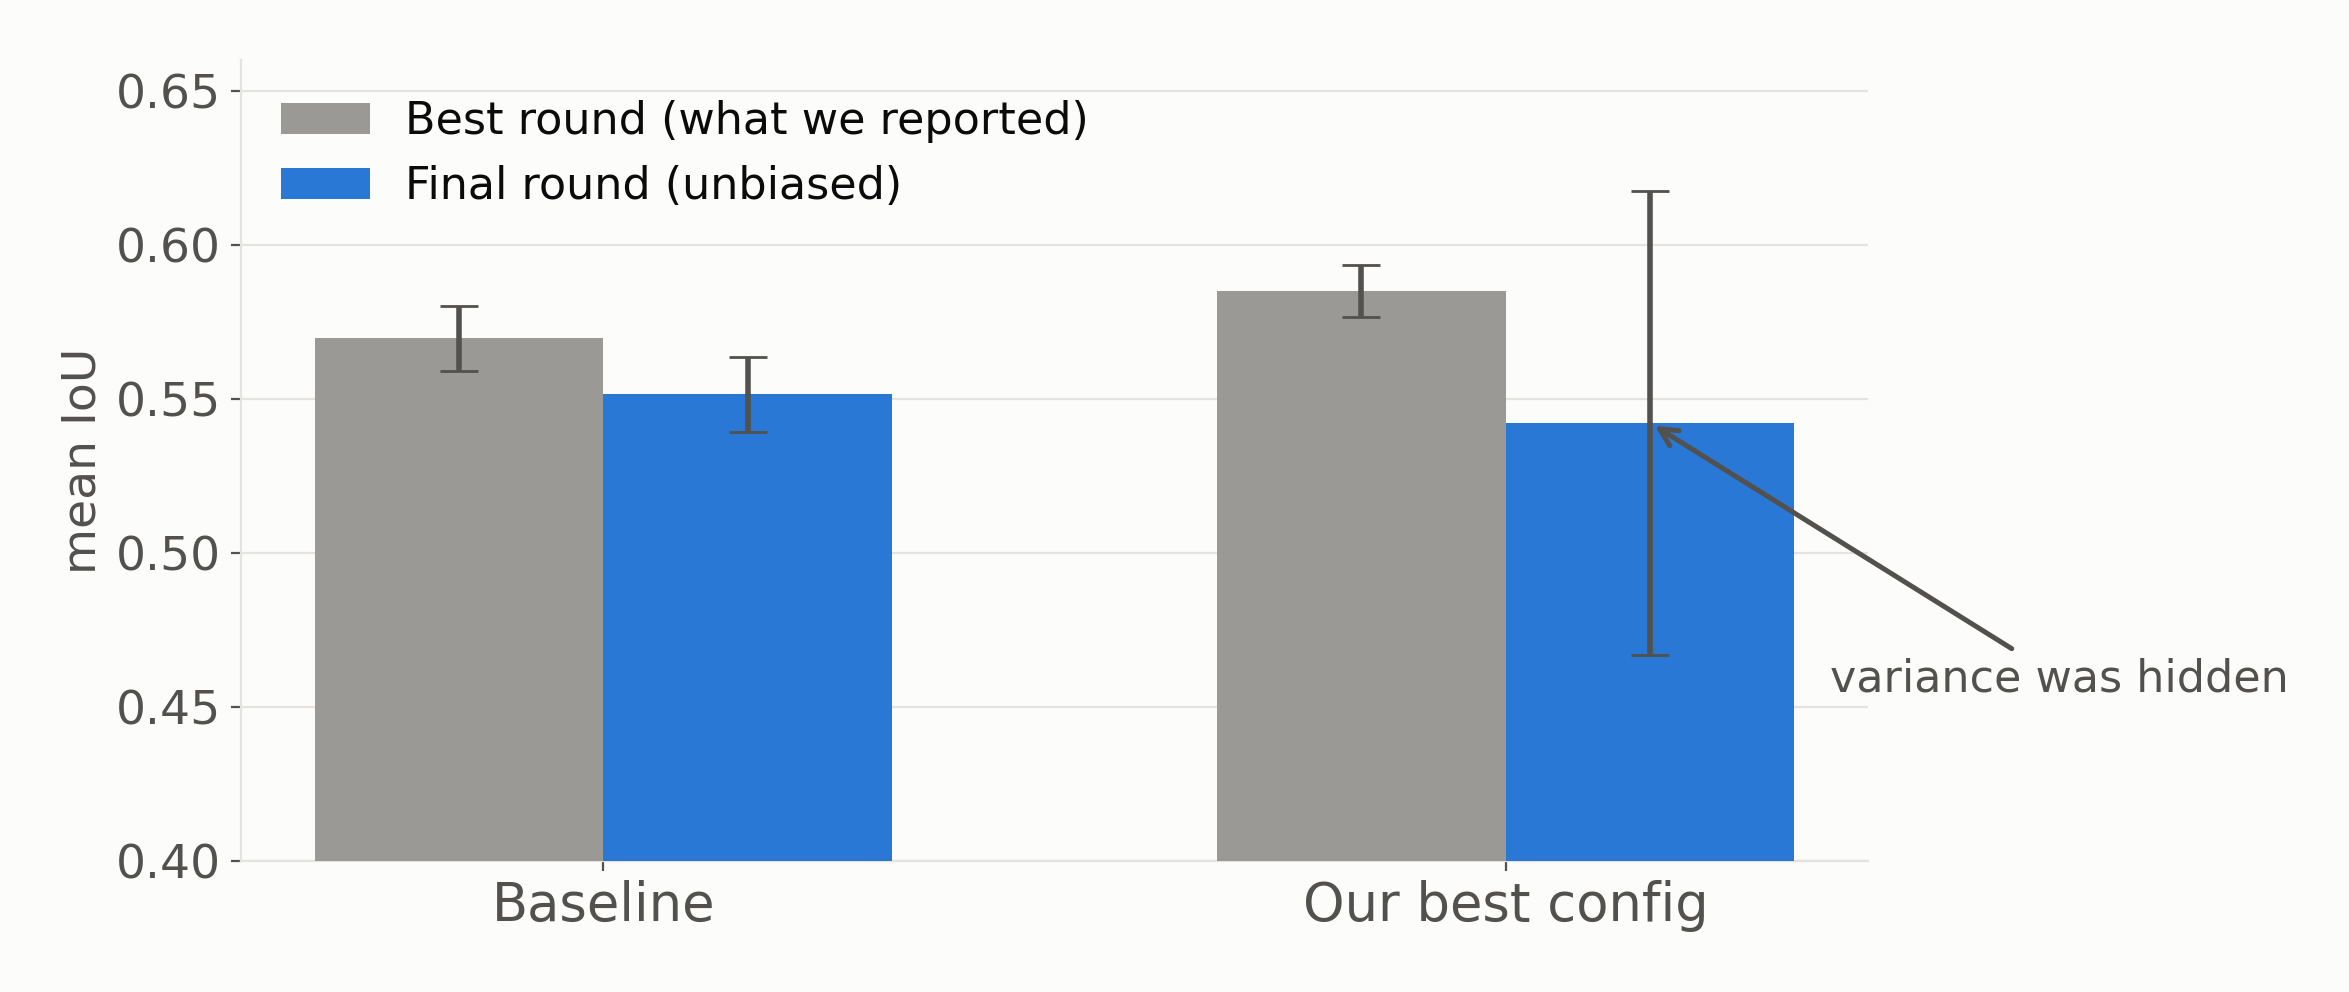 0.65
Best round (what we reported)
Final round (unbiased)
0.60
0.55
mean IoU
0.50
variance was hidden
0.45
0.40
Baseline
Our best config